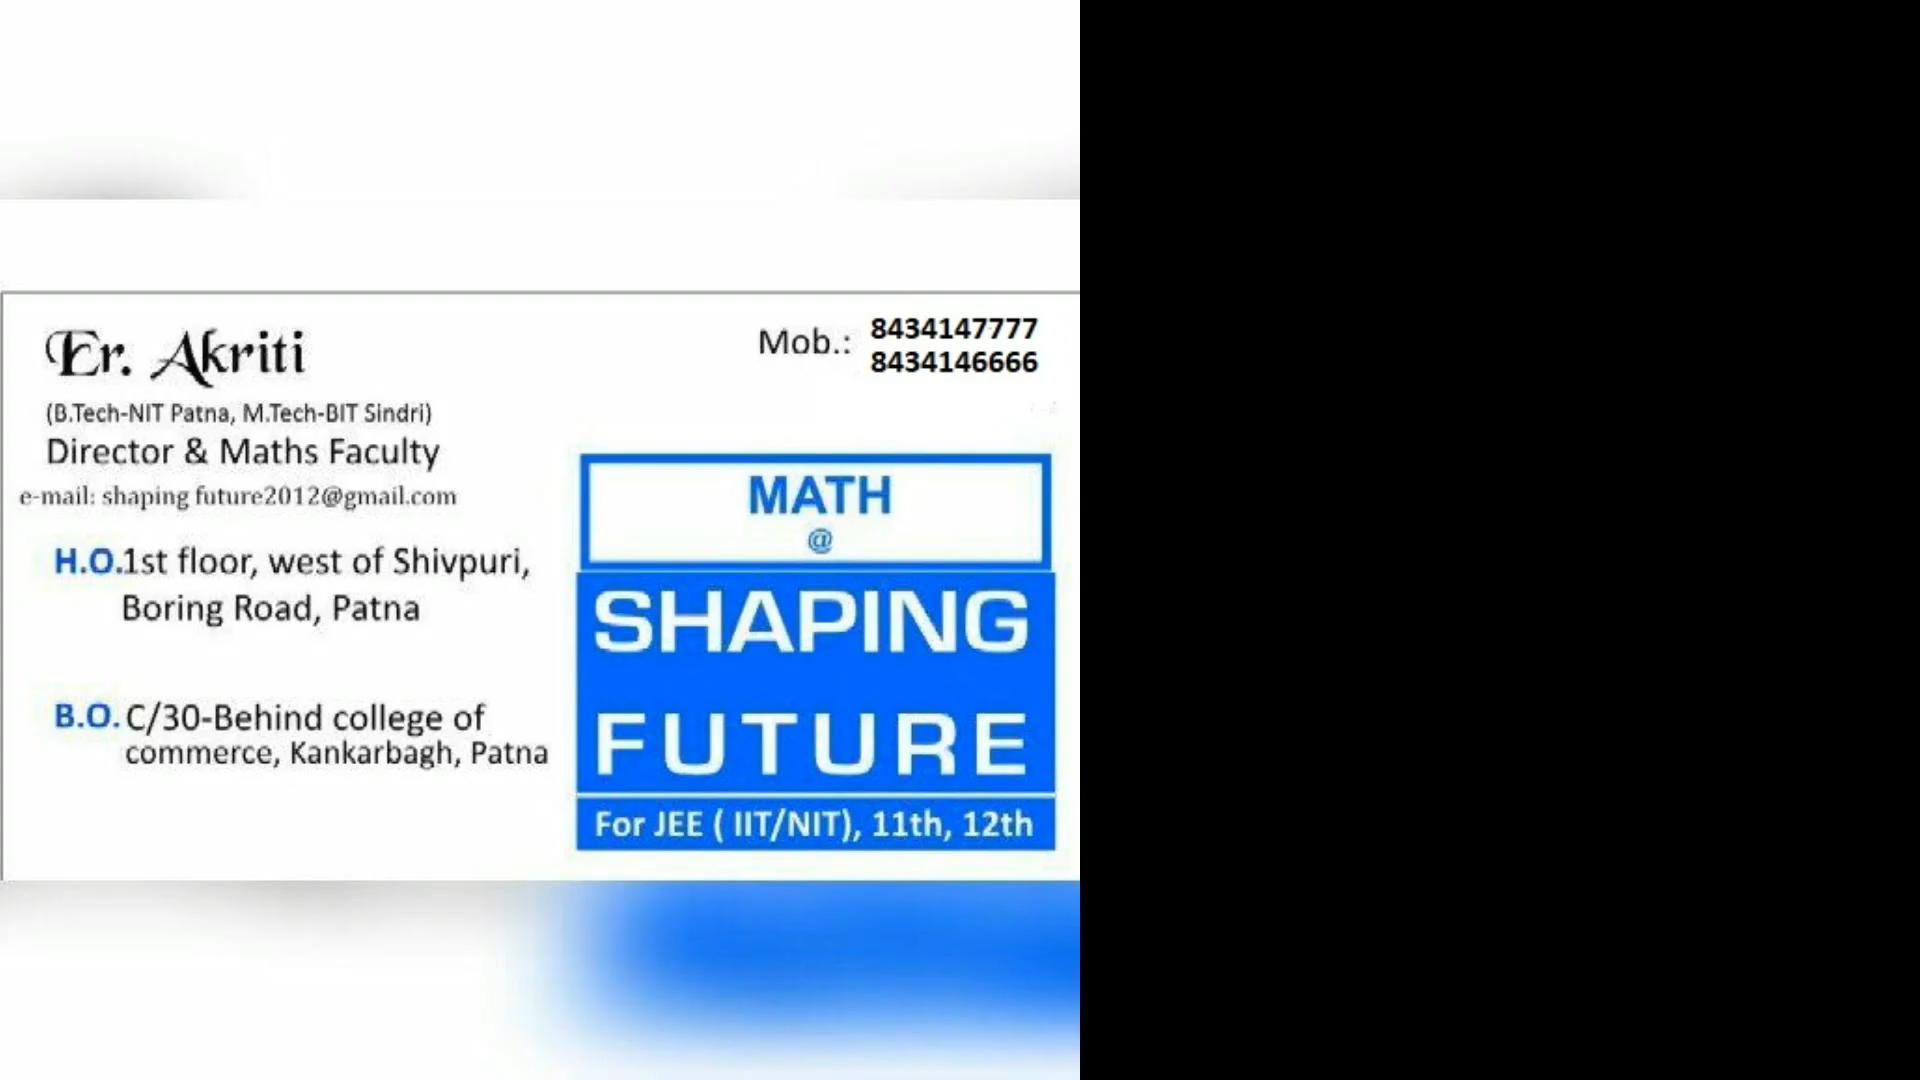 Er. Akriti
(B.Tech-NIT Patna, M.Tech-BIT Sindri)
Director & Maths Faculty
e-mail: shaping future2012@gmail.com
H.O.1st floor, west of Shivpuri,
Boring Road, Patna
B.O. C/30-Behind college of
commerce, Kankarbagh, Patna
Mob.: 8434147777
8434146666
MATH
@
SHAPING
FUTURE
For JEE ( IIT/NIT), 11th, 12th